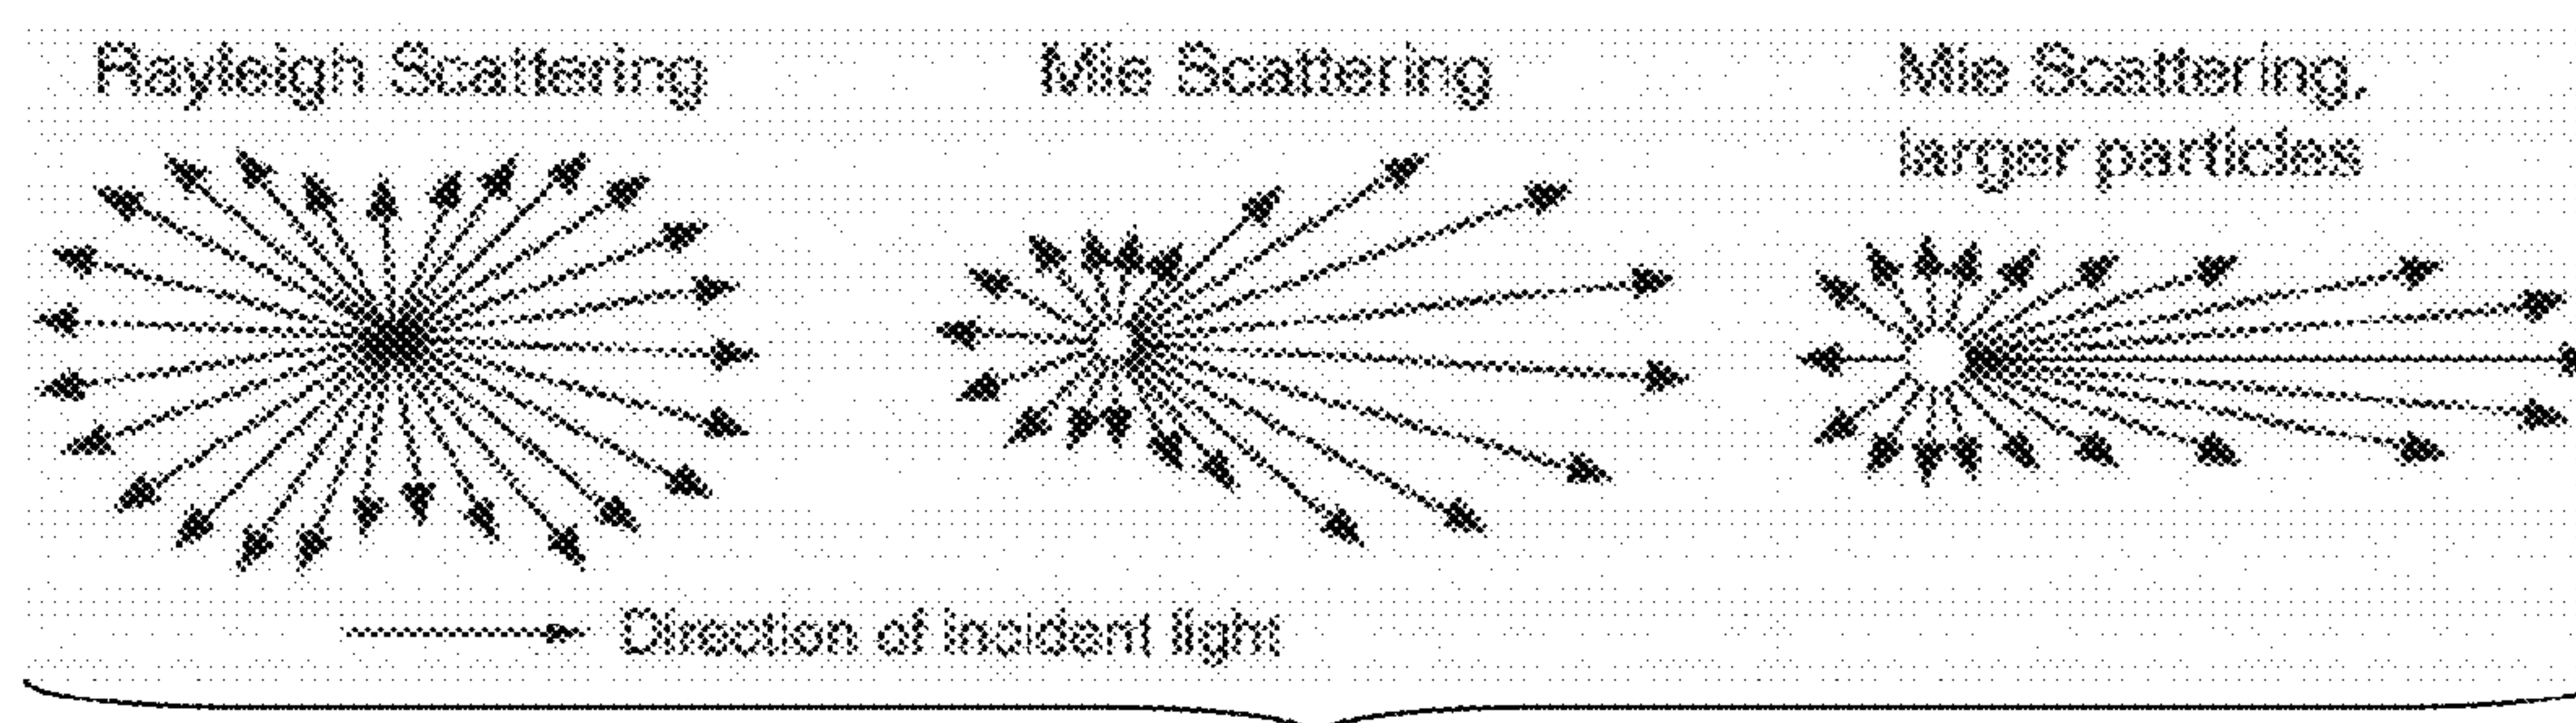 Rayleigh Scattering
Mie Scattering
Mie Scattering,
larger particles
Direction of incident light